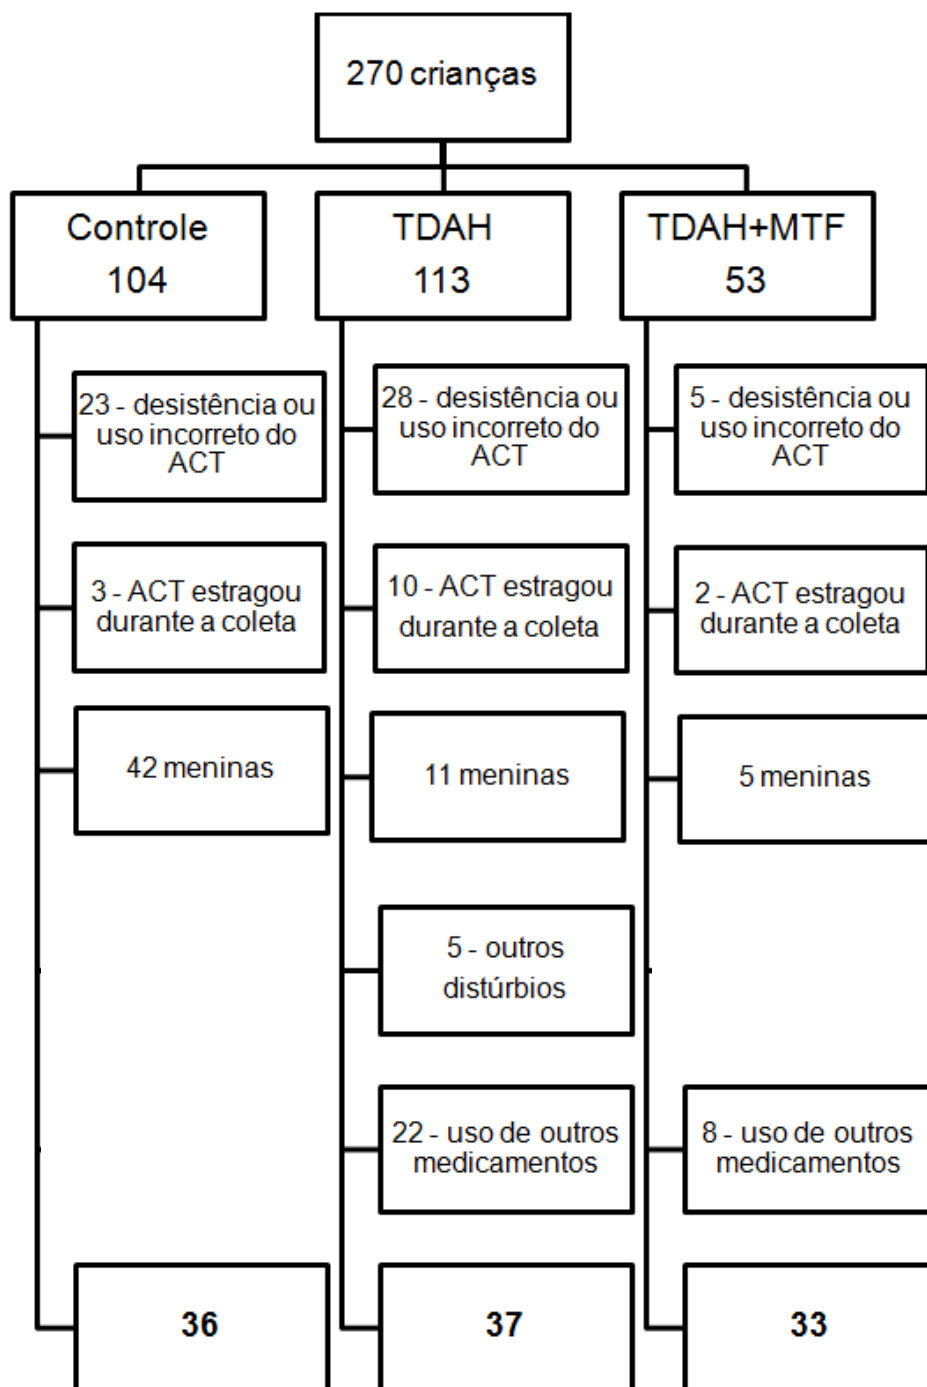 270 crianças
Controle
104
TDAH
113
TDAH+MTF
53
23 - desistência ou
uso incorreto do
ACT
28 - desistência ou
uso incorreto do
ACT
5 - desistência ou
uso incorreto do
ACT
3 - ACT estragou
durante a coleta
10 - ACT estragou
durante a coleta
2 - ACT estragou
durante a coleta
42 meninas
11 meninas
5 meninas
5 - outros
distúrbios
22 - uso de outros
medicamentos
8 - uso de outros
medicamentos
36
37
33